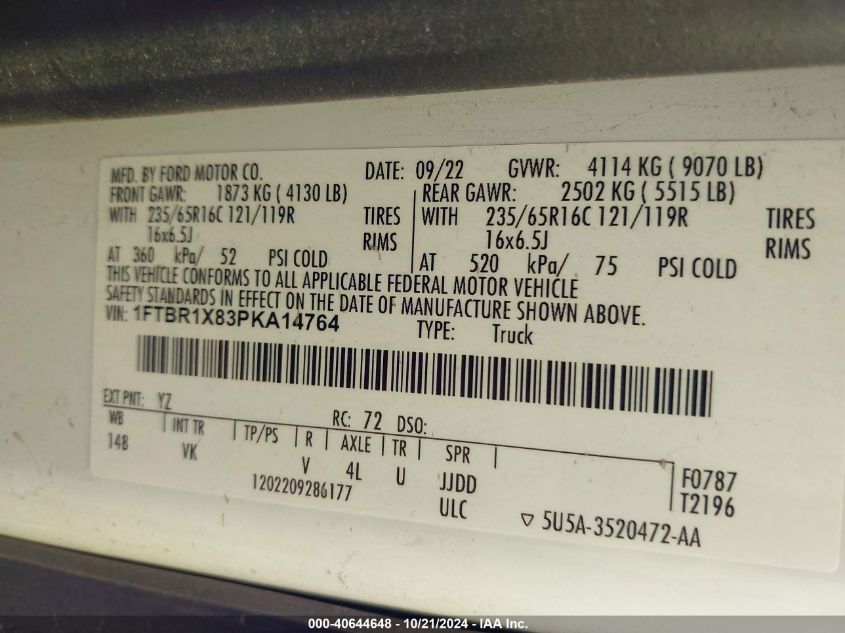 MFD. BY FORD MOTOR CO. DATE: 09/22 GVWR: 4114 KG ( 9070 LB)
FRONT GAWR: 1873 KG ( 4130 LB) REAR GAWR: 2502 KG ( 5515 LB)
WITH 235/65R16C 121/119R TIRES WITH 235/65R16C 121/119R TIRES
16x6.5J RIMS 16x6.5J RIMS
AT 360 kPa/ 52 PSI COLD AT 520 kPa/ 75 PSI COLD
THIS VEHICLE CONFORMS TO ALL APPLICABLE FEDERAL MOTOR VEHICLE
SAFETY STANDARDS IN EFFECT ON THE DATE OF MANUFACTURE SHOWN ABOVE.
VIN: 1FTBR1X83PKA14764 TYPE: Truck
EXT PNT: YZ RC: 72 DSO:
WB INT TR TP/PS R AXLE TR SPR
148 VK V 4L U JJDD F0787
1202209286177 ULC T2196
▽ 5U5A-3520472-AA
000-40644648 - 10/21/2024 - IAA Inc.